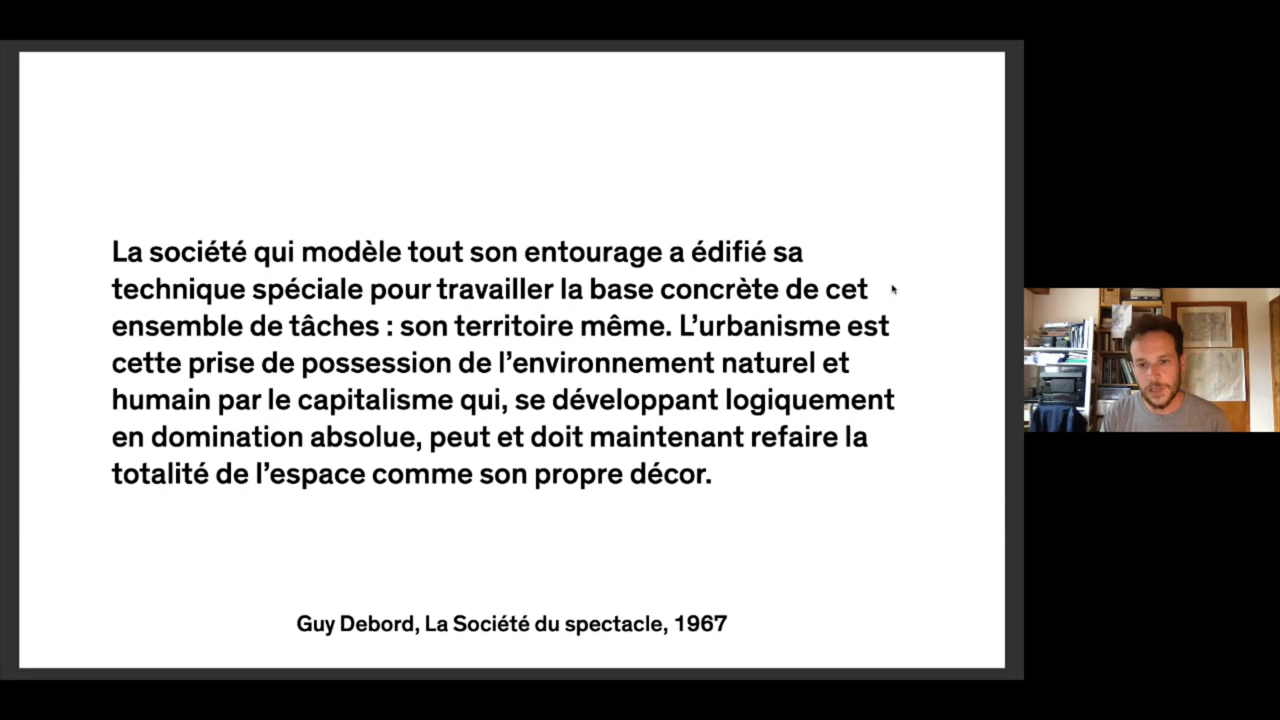 La société qui modèle tout son entourage a édifié sa
technique spéciale pour travailler la base concrète de cet
ensemble de tâches : son territoire même. L’urbanisme est
cette prise de possession de l’environnement naturel et
humain par le capitalisme qui, se développant logiquement
en domination absolue, peut et doit maintenant refaire la
totalité de l’espace comme son propre décor.
Guy Debord, La Société du spectacle, 1967